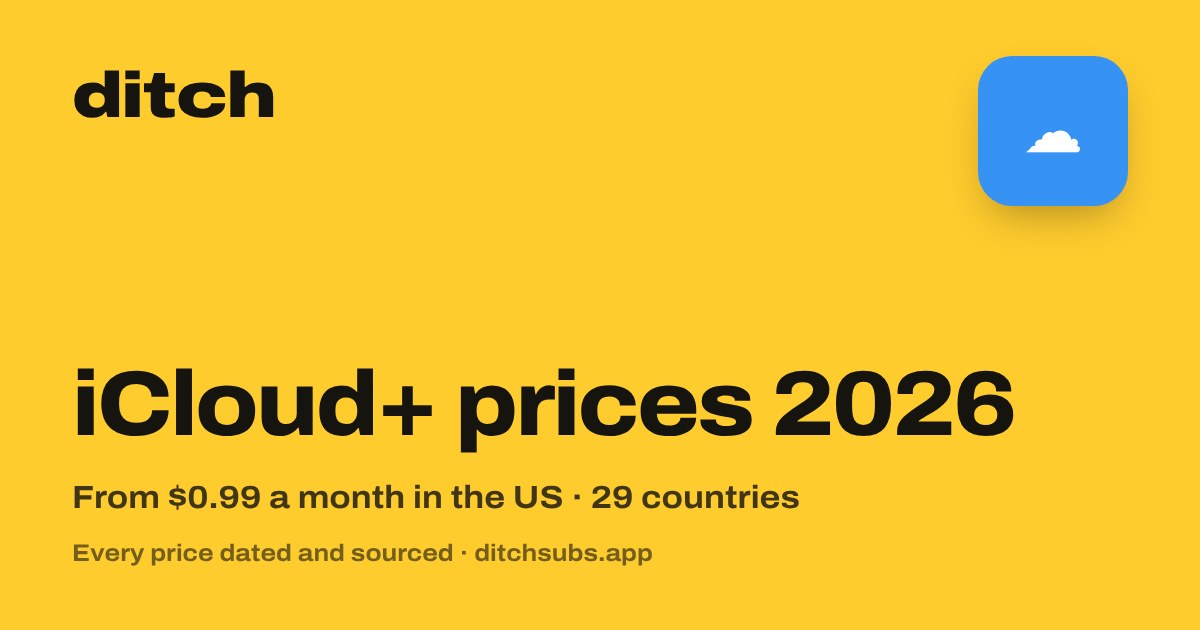 ditch
iCloud+ prices 2026
From $0.99 a month in the US · 29 countries
Every price dated and sourced · ditchsubs.app